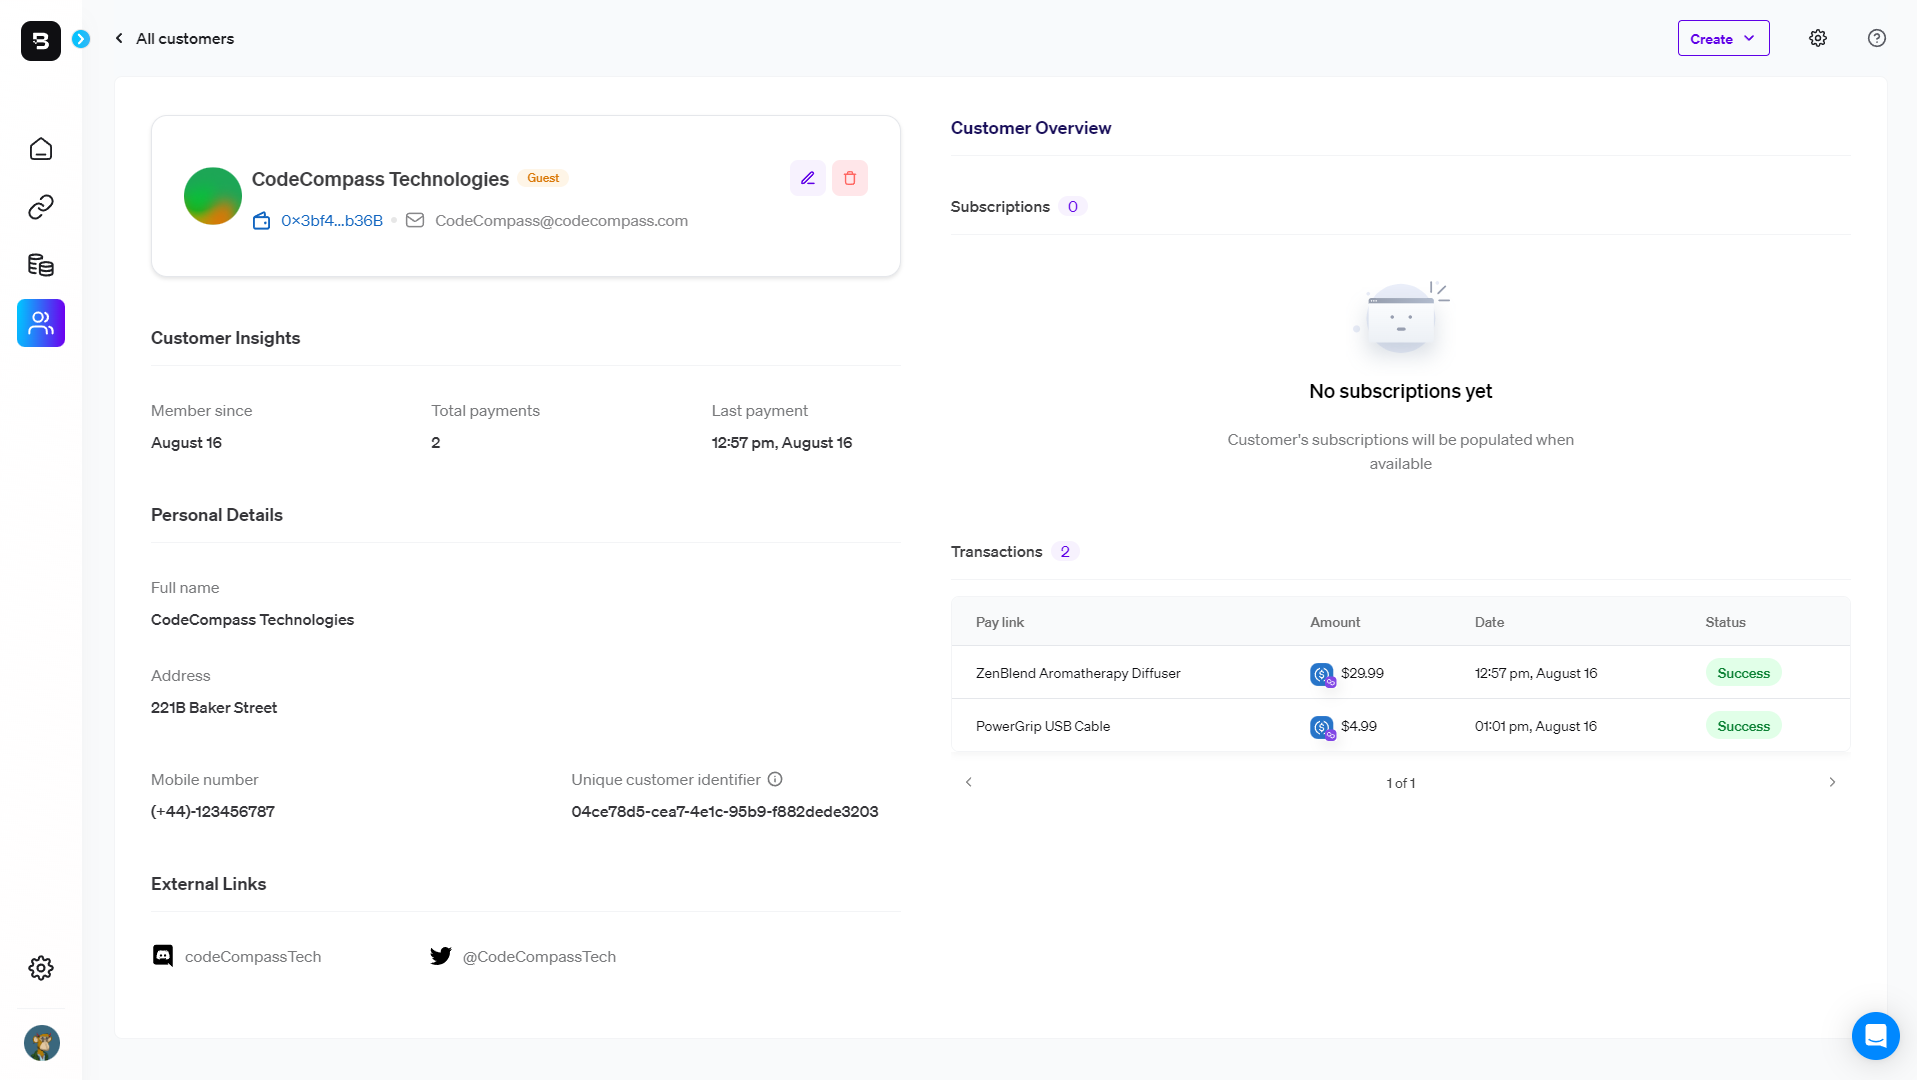 All customers
Create
CodeCompass Technologies
Guest
0×3bf4...b36B
CodeCompass@codecompass.com
Customer Insights
Member since
August 16
Total payments
2
Last payment
12:57 pm, August 16
Personal Details
Full name
CodeCompass Technologies
Address
221B Baker Street
Mobile number
(+44)-123456787
Unique customer identifier
04ce78d5-cea7-4e1c-95b9-f882dede3203
External Links
codeCompassTech
@CodeCompassTech
Customer Overview
Subscriptions 0
No subscriptions yet
Customer's subscriptions will be populated when
available
Transactions 2
Pay link Amount Date Status
ZenBlend Aromatherapy Diffuser $29.99 12:57 pm, August 16 Success
PowerGrip USB Cable $4.99 01:01 pm, August 16 Success
1 of 1